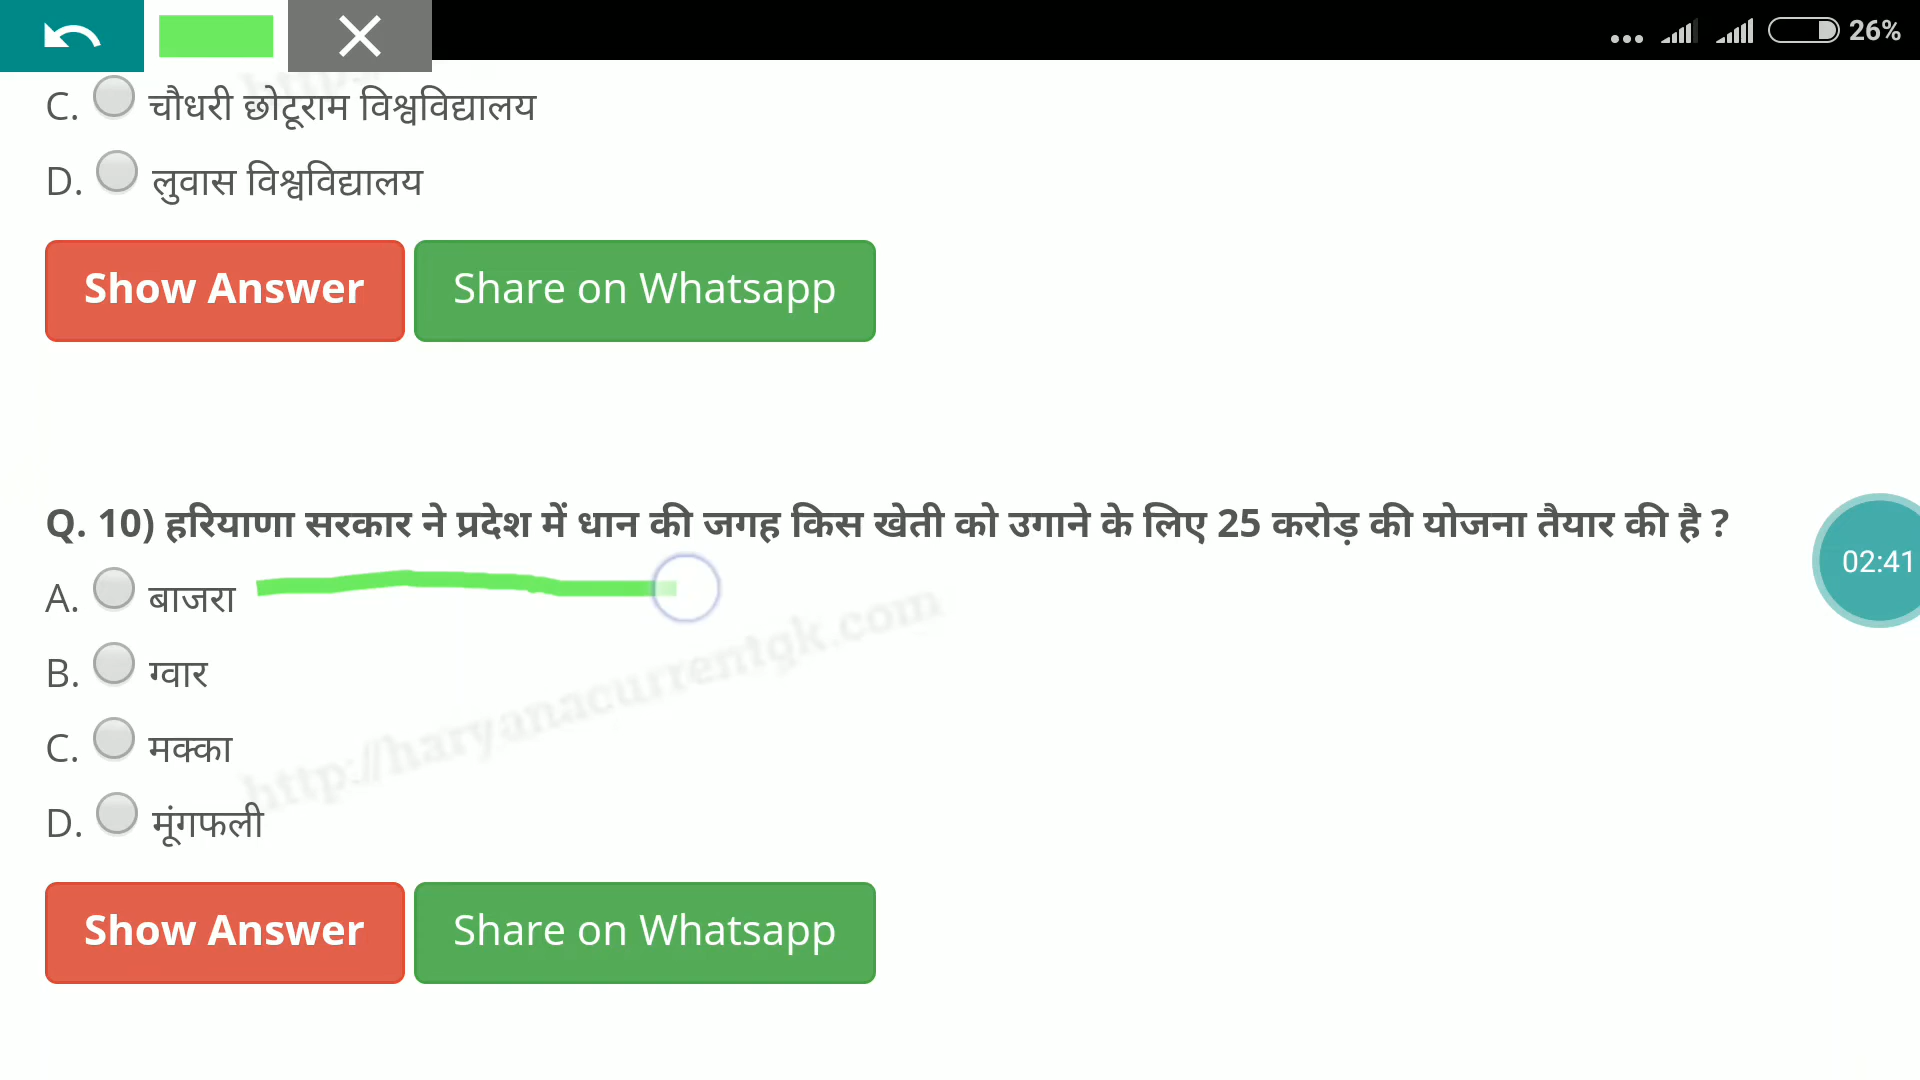 26%
C. चौधरी छोटूराम विश्वविद्यालय
D. लुवास विश्वविद्यालय
Show Answer Share on Whatsapp
Q. 10) हरियाणा सरकार ने प्रदेश में धान की जगह किस खेती को उगाने के लिए 25 करोड़ की योजना तैयार की है ?
02:41
A. बाजरा
B. ग्वार
C. मक्का
D. मूंगफली
http://haryanacurrentgk.com
Show Answer Share on Whatsapp